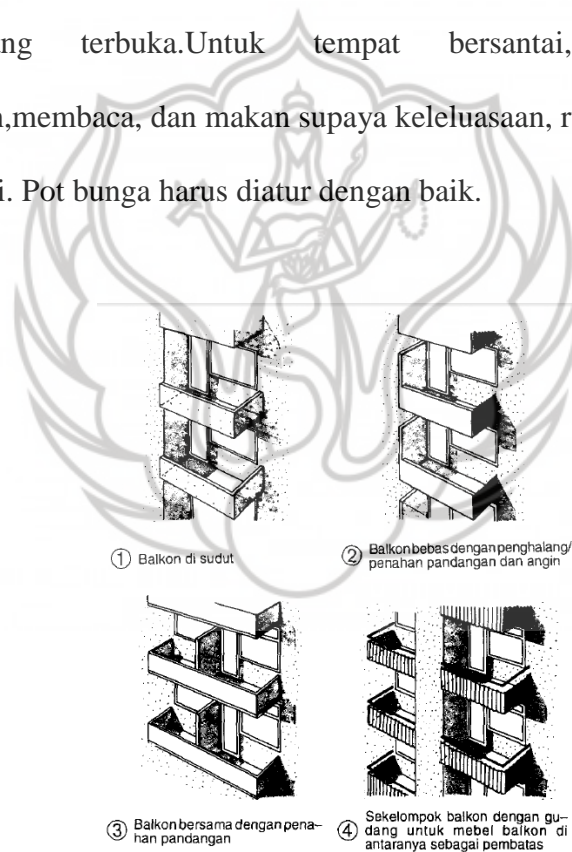 ng terbuka.Untuk tempat bersantai,
n,membaca, dan makan supaya keleluasaan, r
i. Pot bunga harus diatur dengan baik.
① Balkon di sudut
② Balkon bebas dengan penghalang/
penahan pandangan dan angin
③ Balkon bersama dengan pena-
han pandangan
④ Sekelompok balkon dengan gu-
dang untuk mebel balkon di
antaranya sebagai pembatas